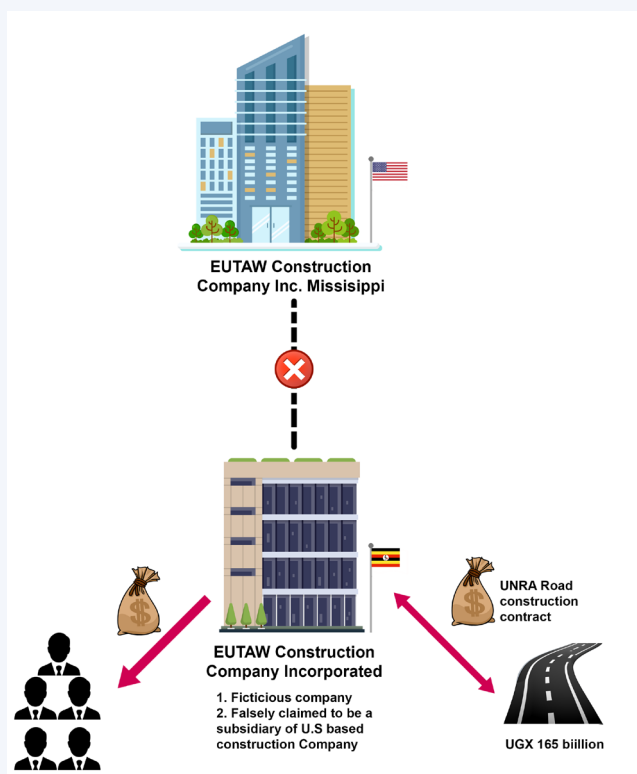 EUTAW Construction
Company Inc. Missisippi
UNRA Road
construction
contract
EUTAW Construction
Company Incorporated
1. Ficticious company
2. Falsely claimed to be a
subsidiary of U.S based
construction Company
UGX 165 biillion